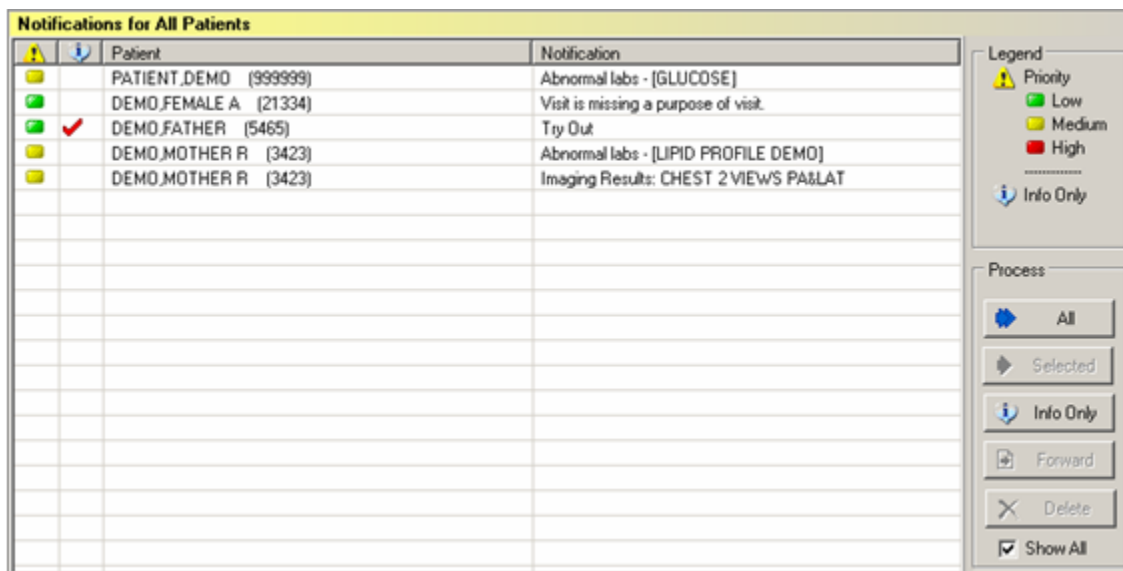 Notifications for All Patients
Patient Notification
PATIENT,DEMO (999999) Abnormal labs - [GLUCOSE]
DEMO,FEMALE A (21334) Visit is missing a purpose of visit.
DEMO,FATHER (5465) Try Out
DEMO,MOTHER R (3423) Abnormal labs - [LIPID PROFILE DEMO]
DEMO,MOTHER R (3423) Imaging Results: CHEST 2 VIEWS PA&LAT
Legend
Priority
Low
Medium
High
-------------
Info Only
Process
All
Selected
Info Only
Forward
Delete
Show All